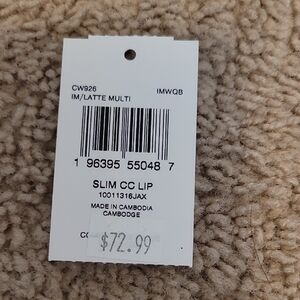 CW926
IM/LATTE MULTI IMWQB
1 96395 55048 7
SLIM CC LIP
10011316JAX
MADE IN CAMBODIA
CAMBODGE
$72.99